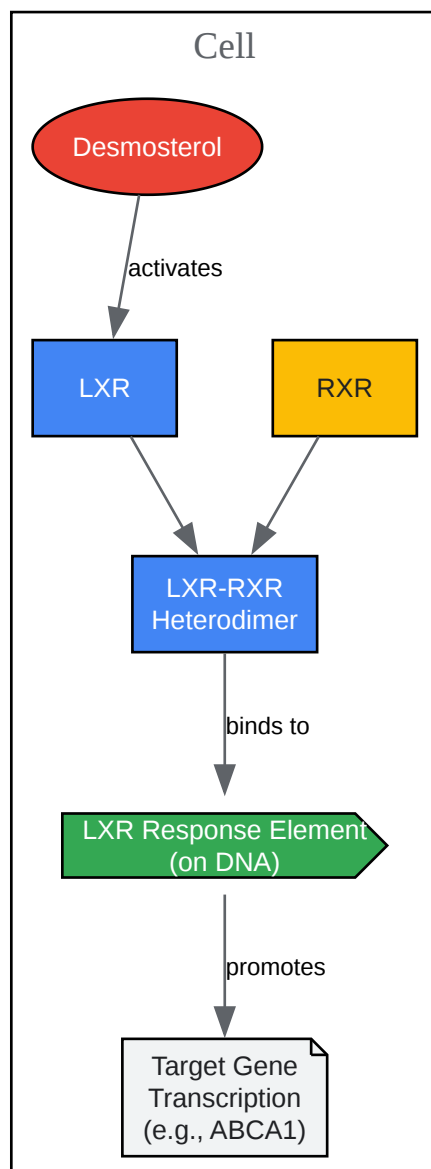 Cell
Desmosterol
activates
LXR
RXR
LXR-RXR
Heterodimer
binds to
LXR Response Element
(on DNA)
promotes
Target Gene
Transcription
(e.g., ABCA1)